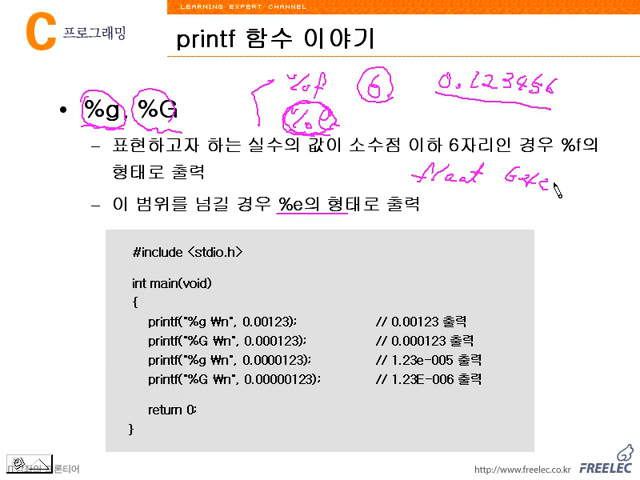 LEARNING EXPERT CHANNEL
C 프로그래밍
printf 함수 이야기
%f 6 0.123456
• %g, %G %e
– 표현하고자 하는 실수의 값이 소수점 이하 6자리인 경우 %f의
형태로 출력
float
– 이 범위를 넘길 경우 %e의 형태로 출력
#include <stdio.h>
int main(void)
{
printf("%g ₩n", 0.00123); // 0.00123 출력
printf("%G ₩n", 0.000123); // 0.000123 출력
printf("%g ₩n", 0.0000123); // 1.23e-005 출력
printf("%G ₩n", 0.00000123); // 1.23E-006 출력
return 0;
}
http://www.freelec.co.kr FREELEC